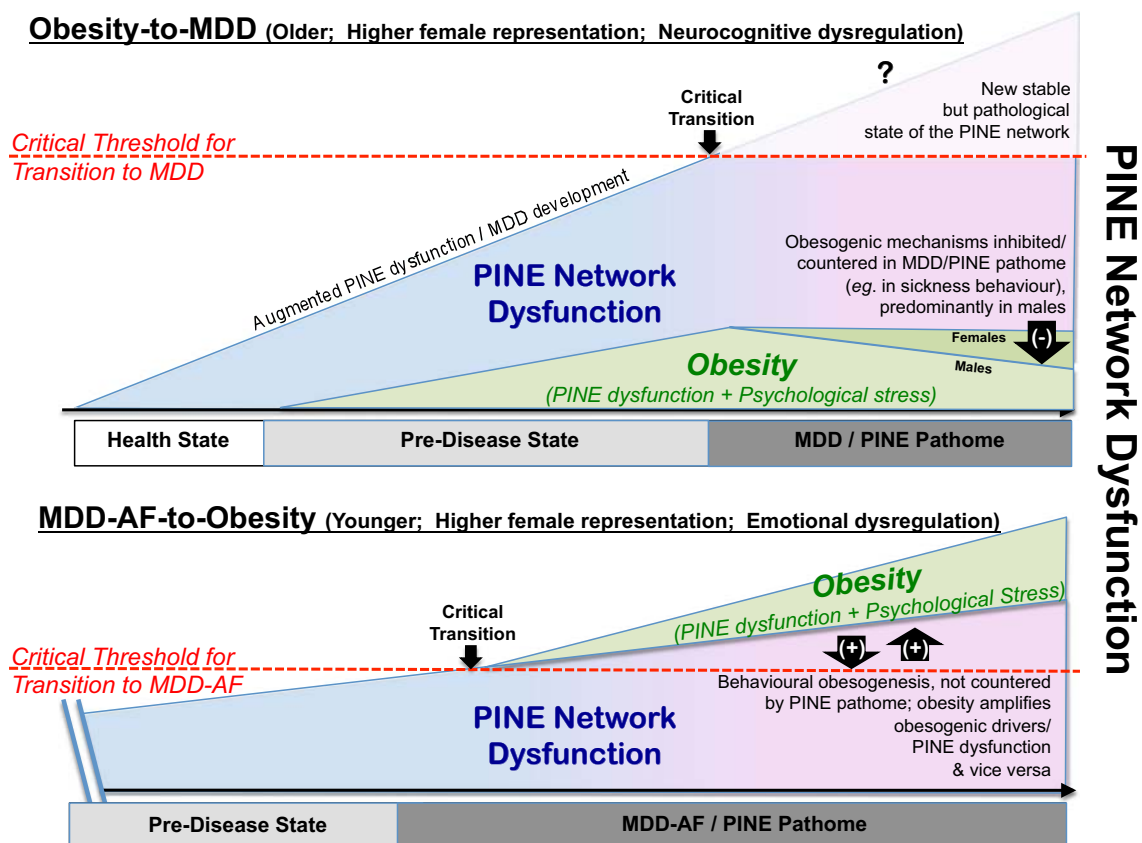 Obesity-to-MDD (Older; Higher female representation; Neurocognitive dysregulation)
?
New stable
but pathological
state of the PINE network
Critical
Transition
Critical Threshold for
Transition to MDD
Augmented PINE dysfunction / MDD development
PINE Network
Dysfunction
Obesogenic mechanisms inhibited/
countered in MDD/PINE pathome
(eg. in sickness behaviour),
predominantly in males
Females
(-)
Males
Obesity
(PINE dysfunction + Psychological stress)
Health State
Pre-Disease State
MDD / PINE Pathome
PINE Network Dysfunction
MDD-AF-to-Obesity (Younger; Higher female representation; Emotional dysregulation)
Obesity
(PINE dysfunction + Psychological Stress)
Critical
Transition
(+) (+)
Critical Threshold for
Transition to MDD-AF
Behavioural obesogenesis, not countered
by PINE pathome; obesity amplifies
obesogenic drivers/
PINE dysfunction
& vice versa
PINE Network
Dysfunction
Pre-Disease State
MDD-AF / PINE Pathome